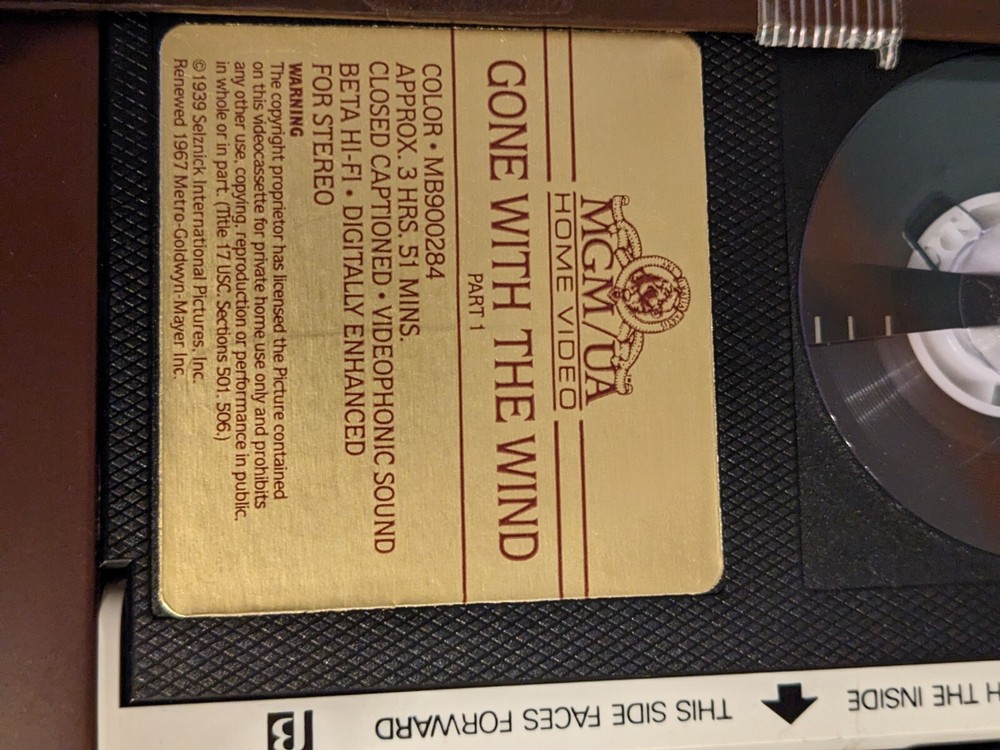 MGM/UA
HOME VIDEO
GONE WITH THE WIND
PART 1
COLOR • MB900284
APPROX. 3 HRS. 51 MINS.
CLOSED CAPTIONED • VIDEOPHONIC SOUND
BETA HI-FI • DIGITALLY ENHANCED
FOR STEREO
WARNING
The copyright proprietor has licensed the Picture contained
on this videocassette for private home use only and prohibits
any other use, copying, reproduction or performance in public,
in whole or in part. (Title 17 USC. Sections 501. 506.)
©1939 Selznick International Pictures, Inc.
Renewed 1967 Metro-Goldwyn-Mayer Inc.
THE INSIDE
THIS SIDE FACES FORWARD